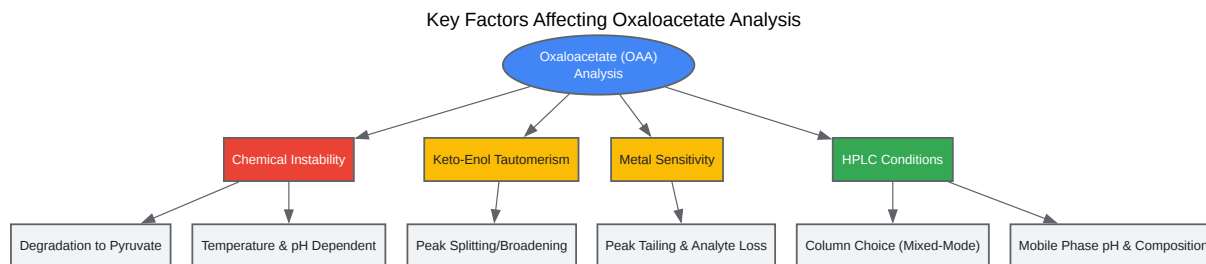 Key Factors Affecting Oxaloacetate Analysis
Oxaloacetate (OAA)
Analysis
Chemical Instability
Keto-Enol Tautomerism
Metal Sensitivity
HPLC Conditions
Degradation to Pyruvate
Temperature & pH Dependent
Peak Splitting/Broadening
Peak Tailing & Analyte Loss
Column Choice (Mixed-Mode)
Mobile Phase pH & Composition